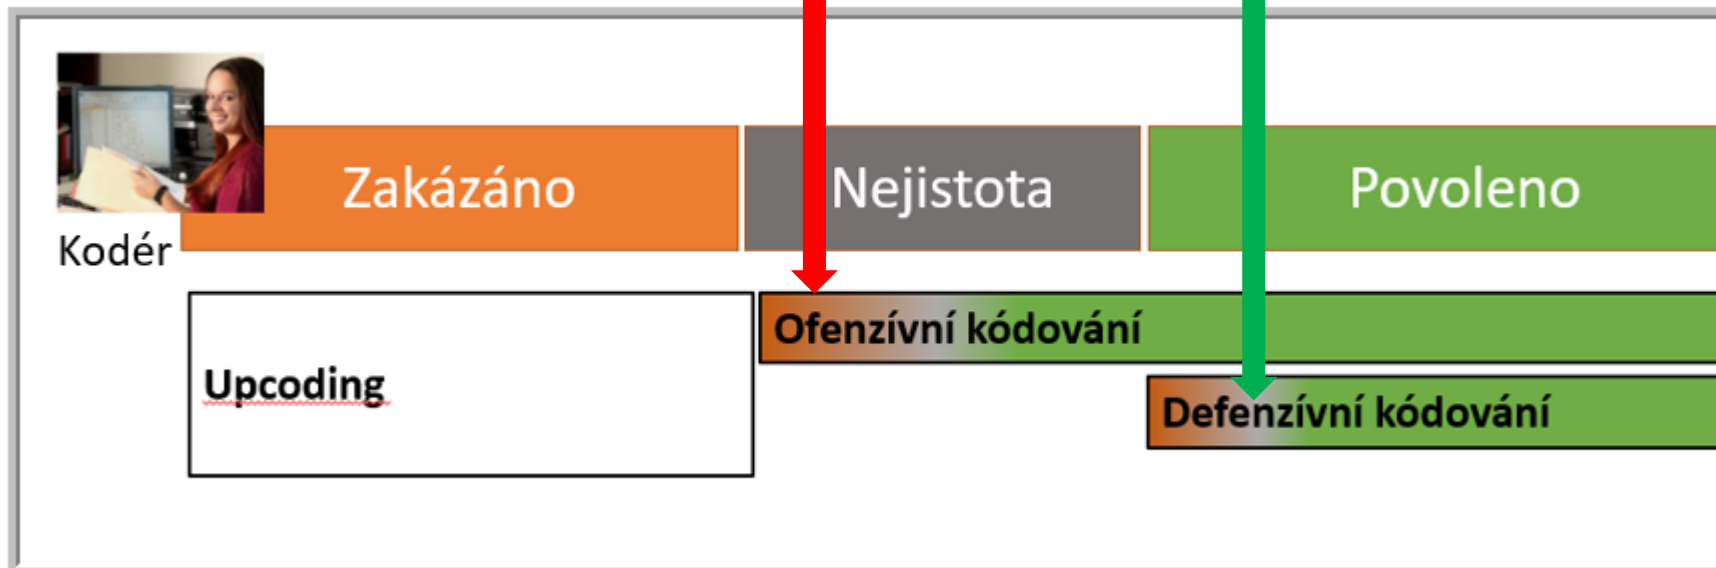 Zakázáno
Nejistota
Povoleno
Kodér
Ofenzívní kódování
Upcoding
Defenzívní kódování